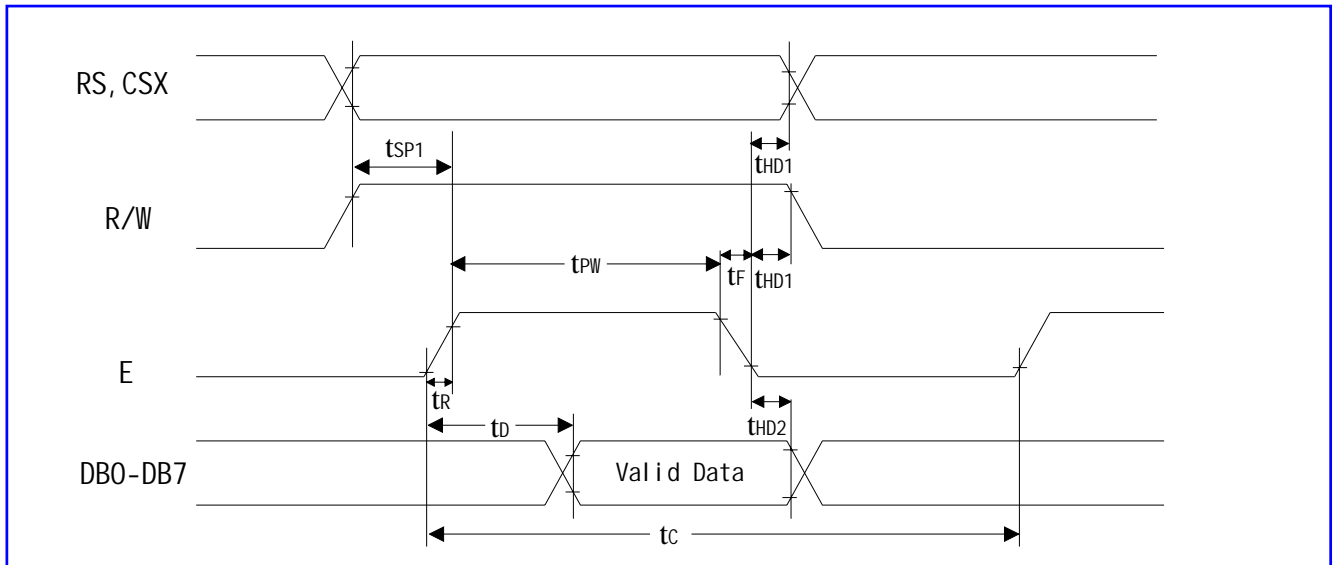 RS, CSX
tSP1
tHD1
R/W
tPW
tF
tHD1
E
tR
tD
tHD2
DB0-DB7
Valid Data
tC